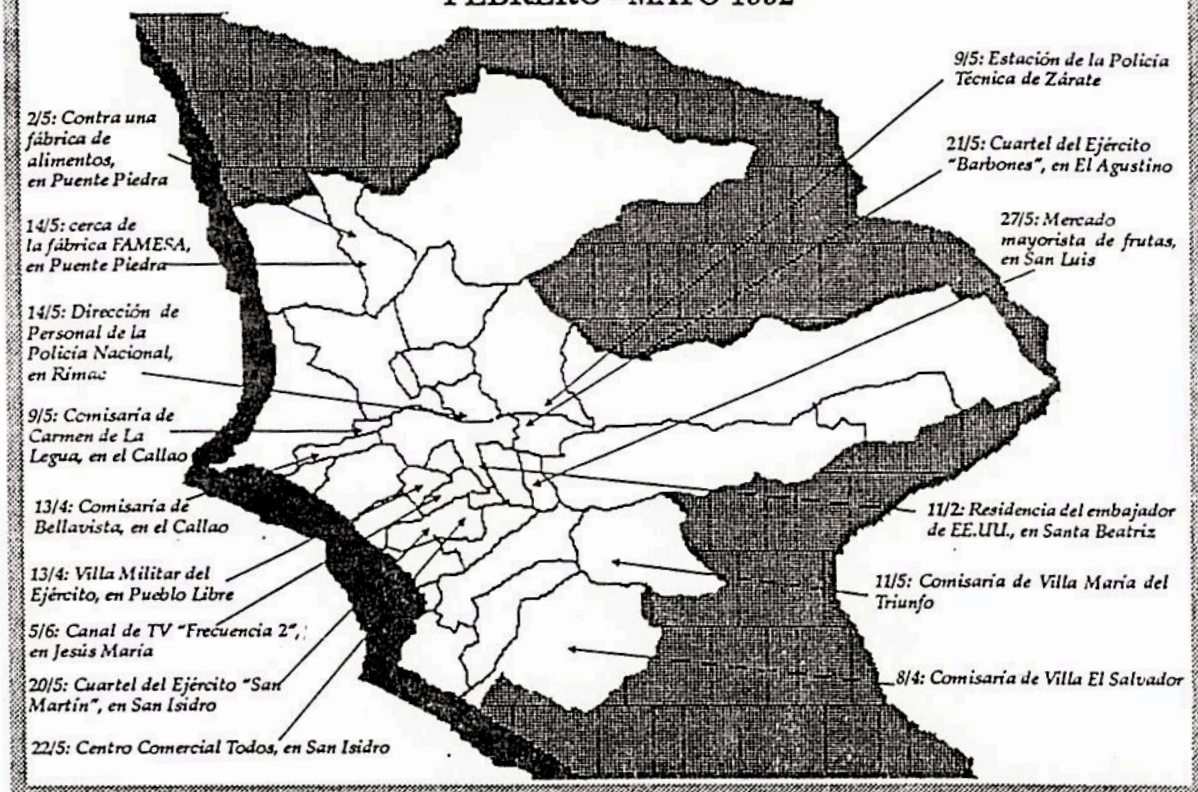 FEBRERO - MAYO 1992
2/5: Contra una
fábrica de
alimentos,
en Puente Piedra
14/5: cerca de
la fábrica FAMESA,
en Puente Piedra
14/5: Dirección de
Personal de la
Policía Nacional,
en Rímac
9/5: Comisaría de
Carmen de La
Legua, en el Callao
13/4: Comisaría de
Bellavista, en el Callao
13/4: Villa Militar del
Ejército, en Pueblo Libre
5/6: Canal de TV "Frecuencia 2",
en Jesús María
20/5: Cuartel del Ejército "San
Martín", en San Isidro
22/5: Centro Comercial Todos, en San Isidro
9/5: Estación de la Policía
Técnica de Zárate
21/5: Cuartel del Ejército
"Barbones", en El Agustino
27/5: Mercado
mayorista de frutas,
en San Luis
11/2: Residencia del embajador
de EE.UU., en Santa Beatriz
11/5: Comisaría de Villa María del
Triunfo
8/4: Comisaría de Villa El Salvador